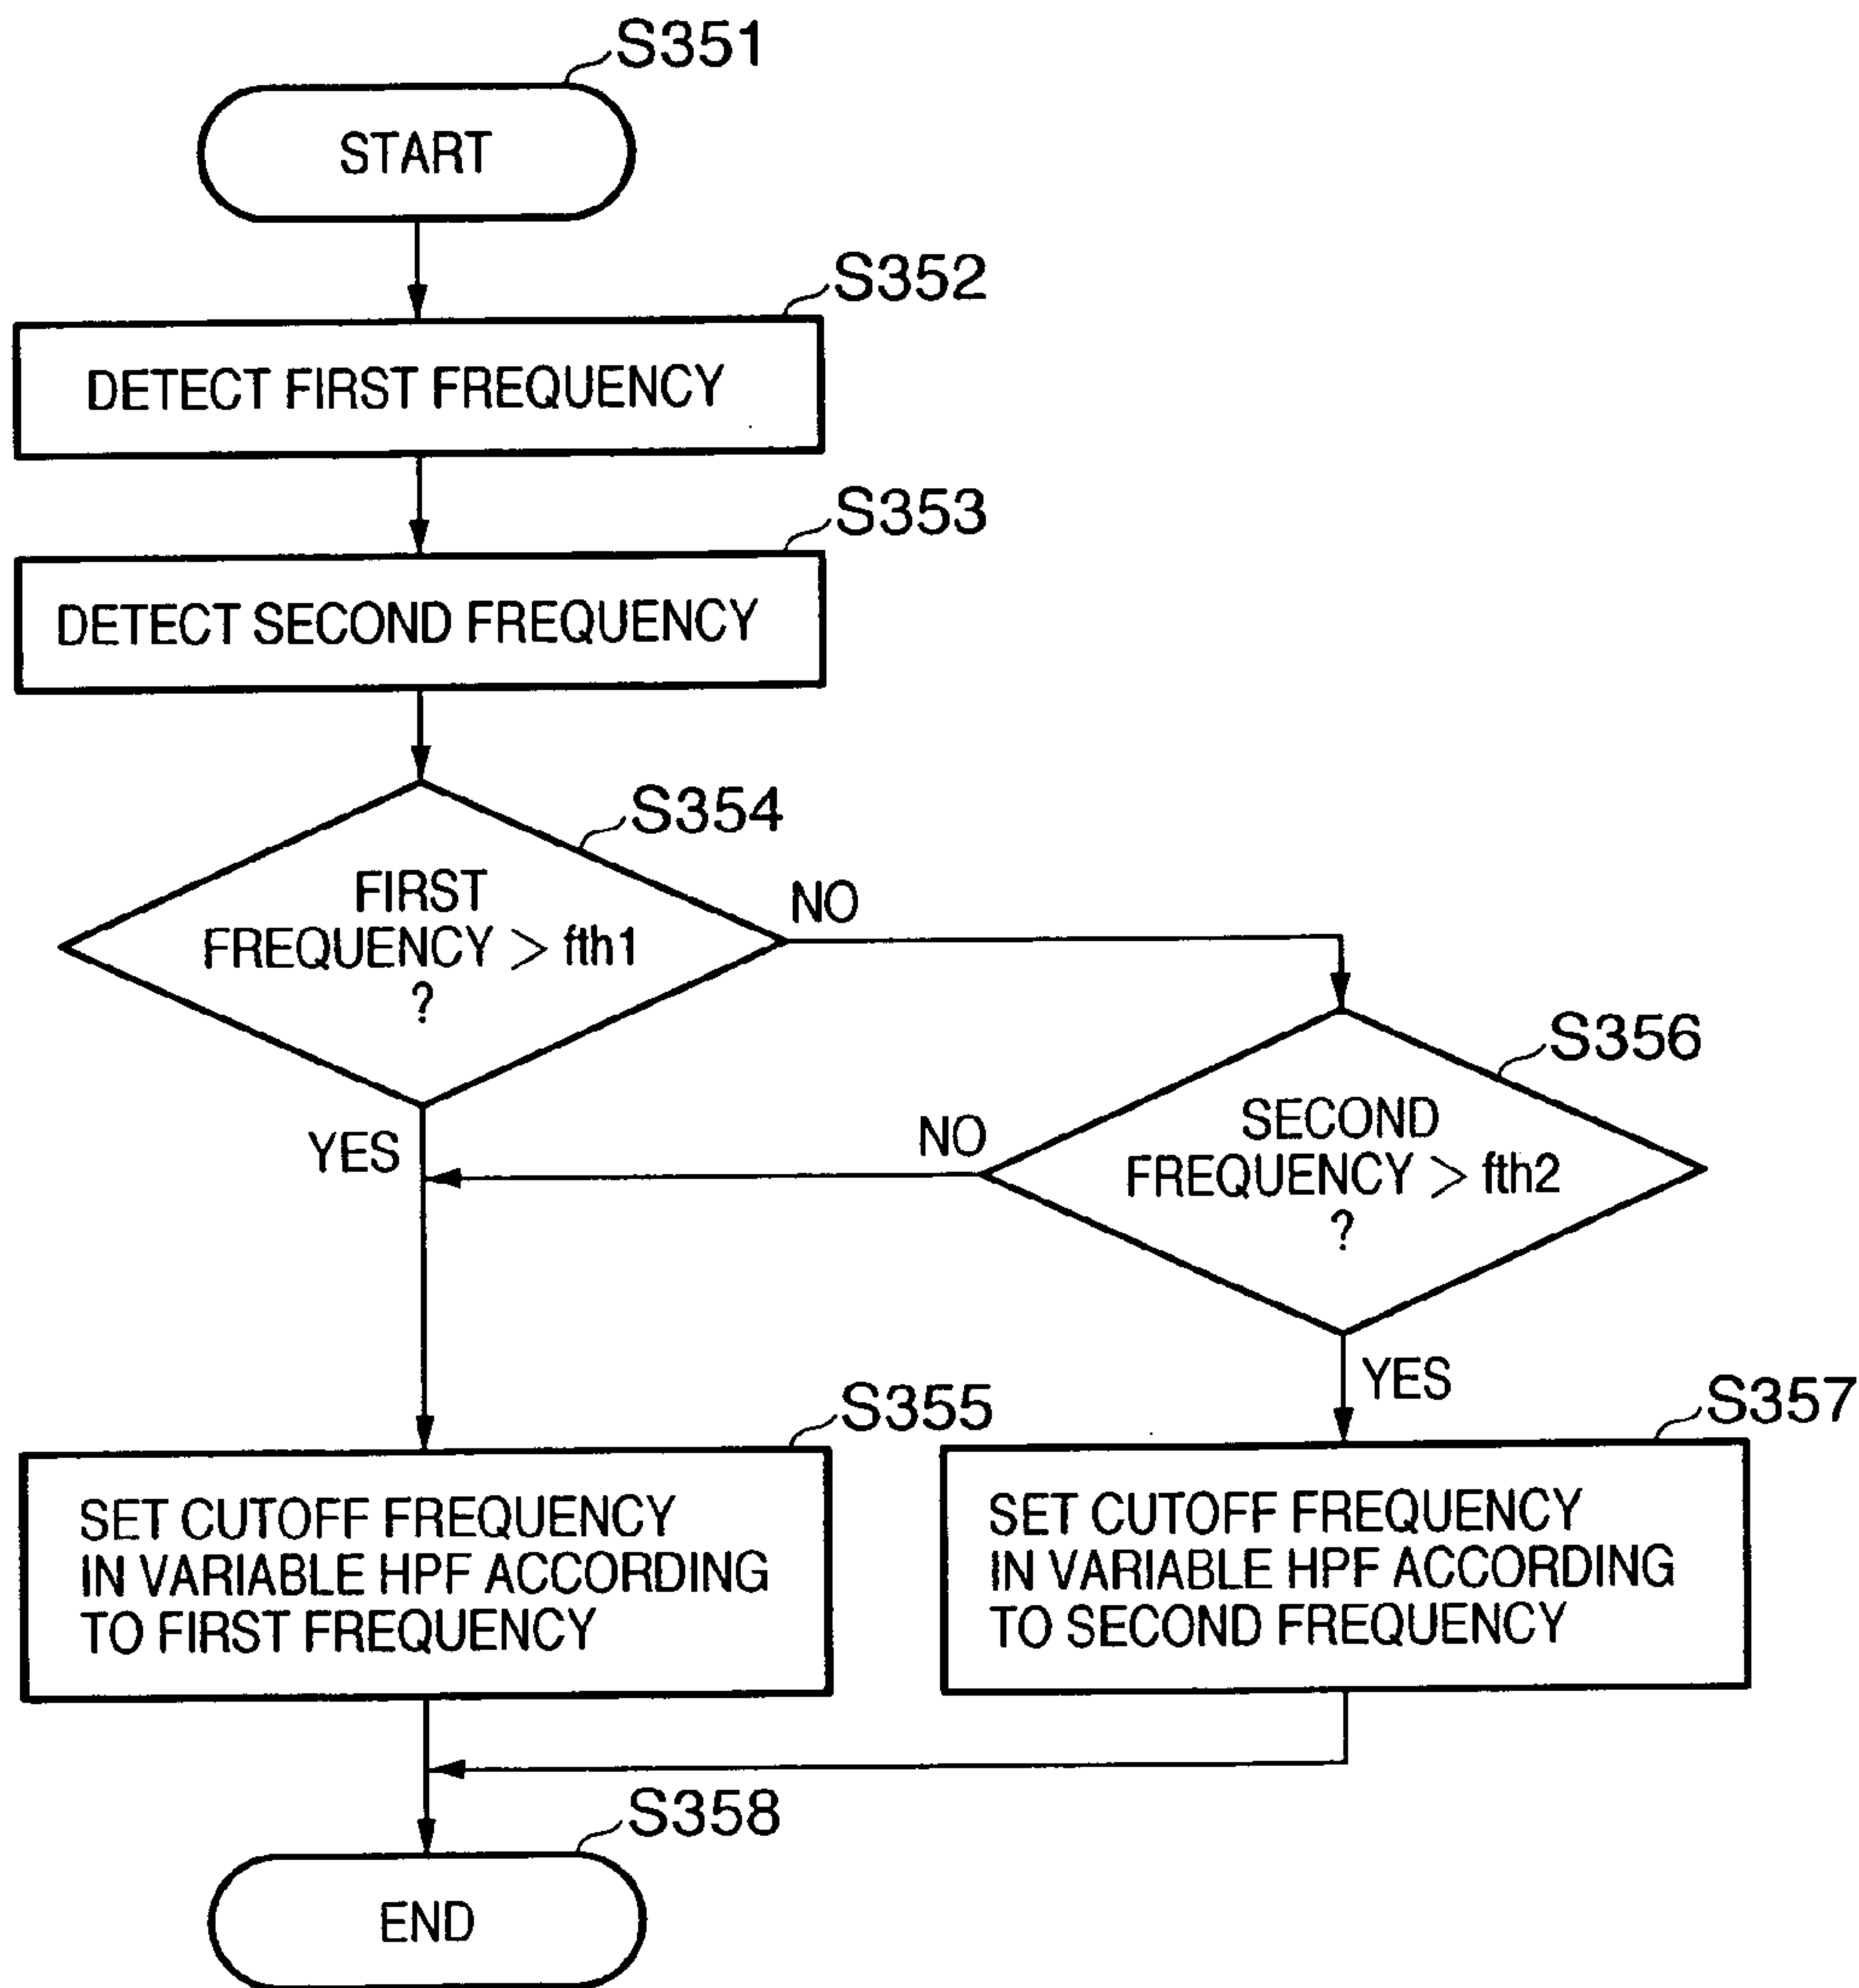 S351
START
S352
DETECT FIRST FREQUENCY
S353
DETECT SECOND FREQUENCY
S354
FIRST
FREQUENCY > fth1
?
NO
YES
S356
SECOND
FREQUENCY > fth2
?
NO
YES
S355
SET CUTOFF FREQUENCY
IN VARIABLE HPF ACCORDING
TO FIRST FREQUENCY
S357
SET CUTOFF FREQUENCY
IN VARIABLE HPF ACCORDING
TO SECOND FREQUENCY
S358
END